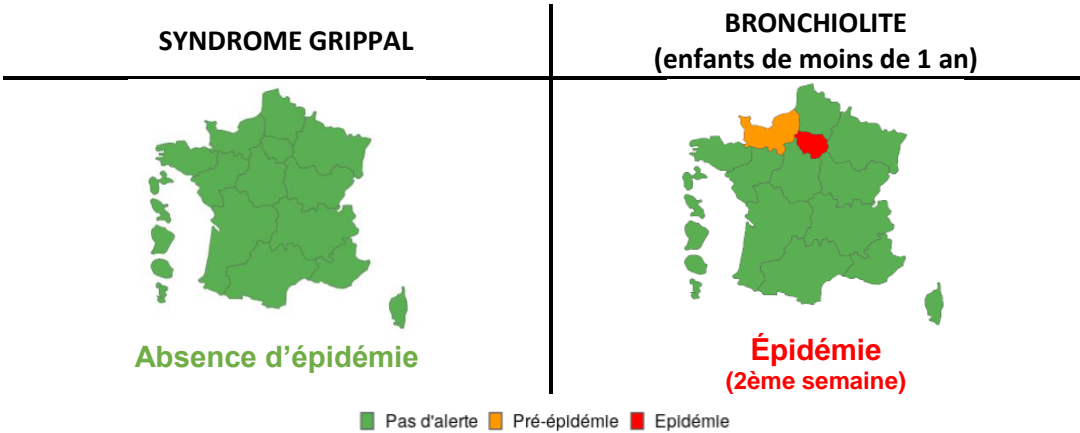 SYNDROME GRIPPAL
BRONCHIOLITE
(enfants de moins de 1 an)
Absence d’épidémie
Épidémie
(2ème semaine)
Pas d'alerte Pré-épidémie Epidémie